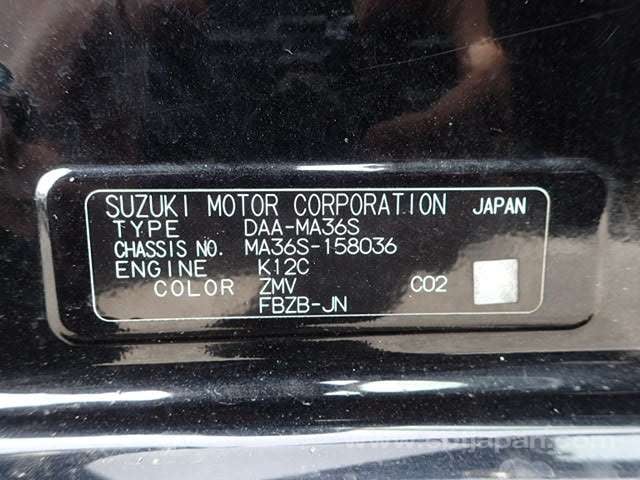 SUZUKI MOTOR CORPORATION JAPAN
TYPE DAA-MA36S
CHASSIS NO. MA36S-158036
ENGINE K12C
COLOR ZMV C02
FBZB-JN